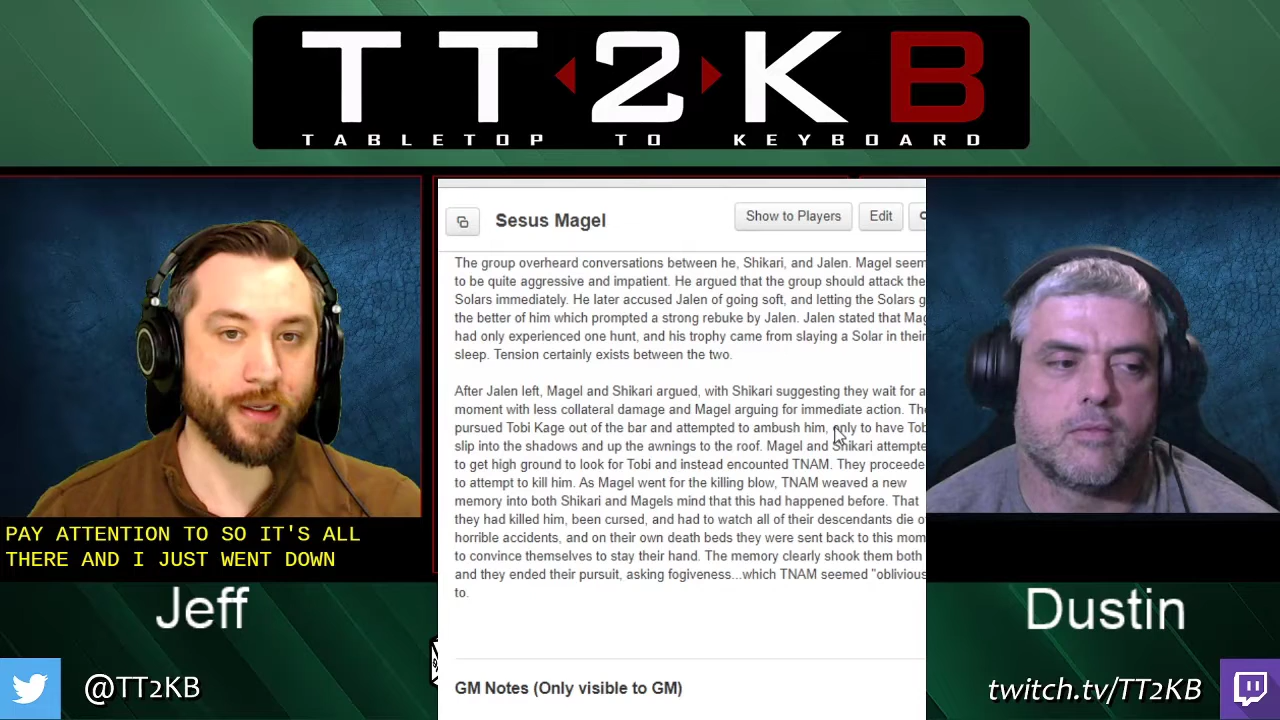 TT2KB
TABLETOP TO KEYBOARD
Sesus Magel
Show to Players
Edit
The group overheard conversations between he, Shikari, and Jalen. Magel seem
to be quite aggressive and impatient. He argued that the group should attack the
Solars immediately. He later accused Jalen of going soft, and letting the Solars g
the better of him which prompted a strong rebuke by Jalen. Jalen stated that Mag
had only experienced one hunt, and his trophy came from slaying a Solar in their
sleep. Tension certainly exists between the two.
After Jalen left, Magel and Shikari argued, with Shikari suggesting they wait for a
moment with less collateral damage and Magel arguing for immediate action. The
pursued Tobi Kage out of the bar and attempted to ambush him, only to have Tob
slip into the shadows and up the awnings to the roof. Magel and Shikari attempte
to get high ground to look for Tobi and instead encountered TNAM. They proceede
to attempt to kill him. As Magel went for the killing blow, TNAM weaved a new
memory into both Shikari and Magels mind that this had happened before. That
they had killed him, been cursed, and had to watch all of their descendants die o
horrible accidents, and on their own death beds they were sent back to this mom
to convince themselves to stay their hand. The memory clearly shook them both
and they ended their pursuit, asking fogiveness...which TNAM seemed "oblivious
to.
GM Notes (Only visible to GM)
PAY ATTENTION TO SO IT'S ALL
THERE AND I JUST WENT DOWN
Jeff
Dustin
@TT2KB
twitch.tv/TT2KB